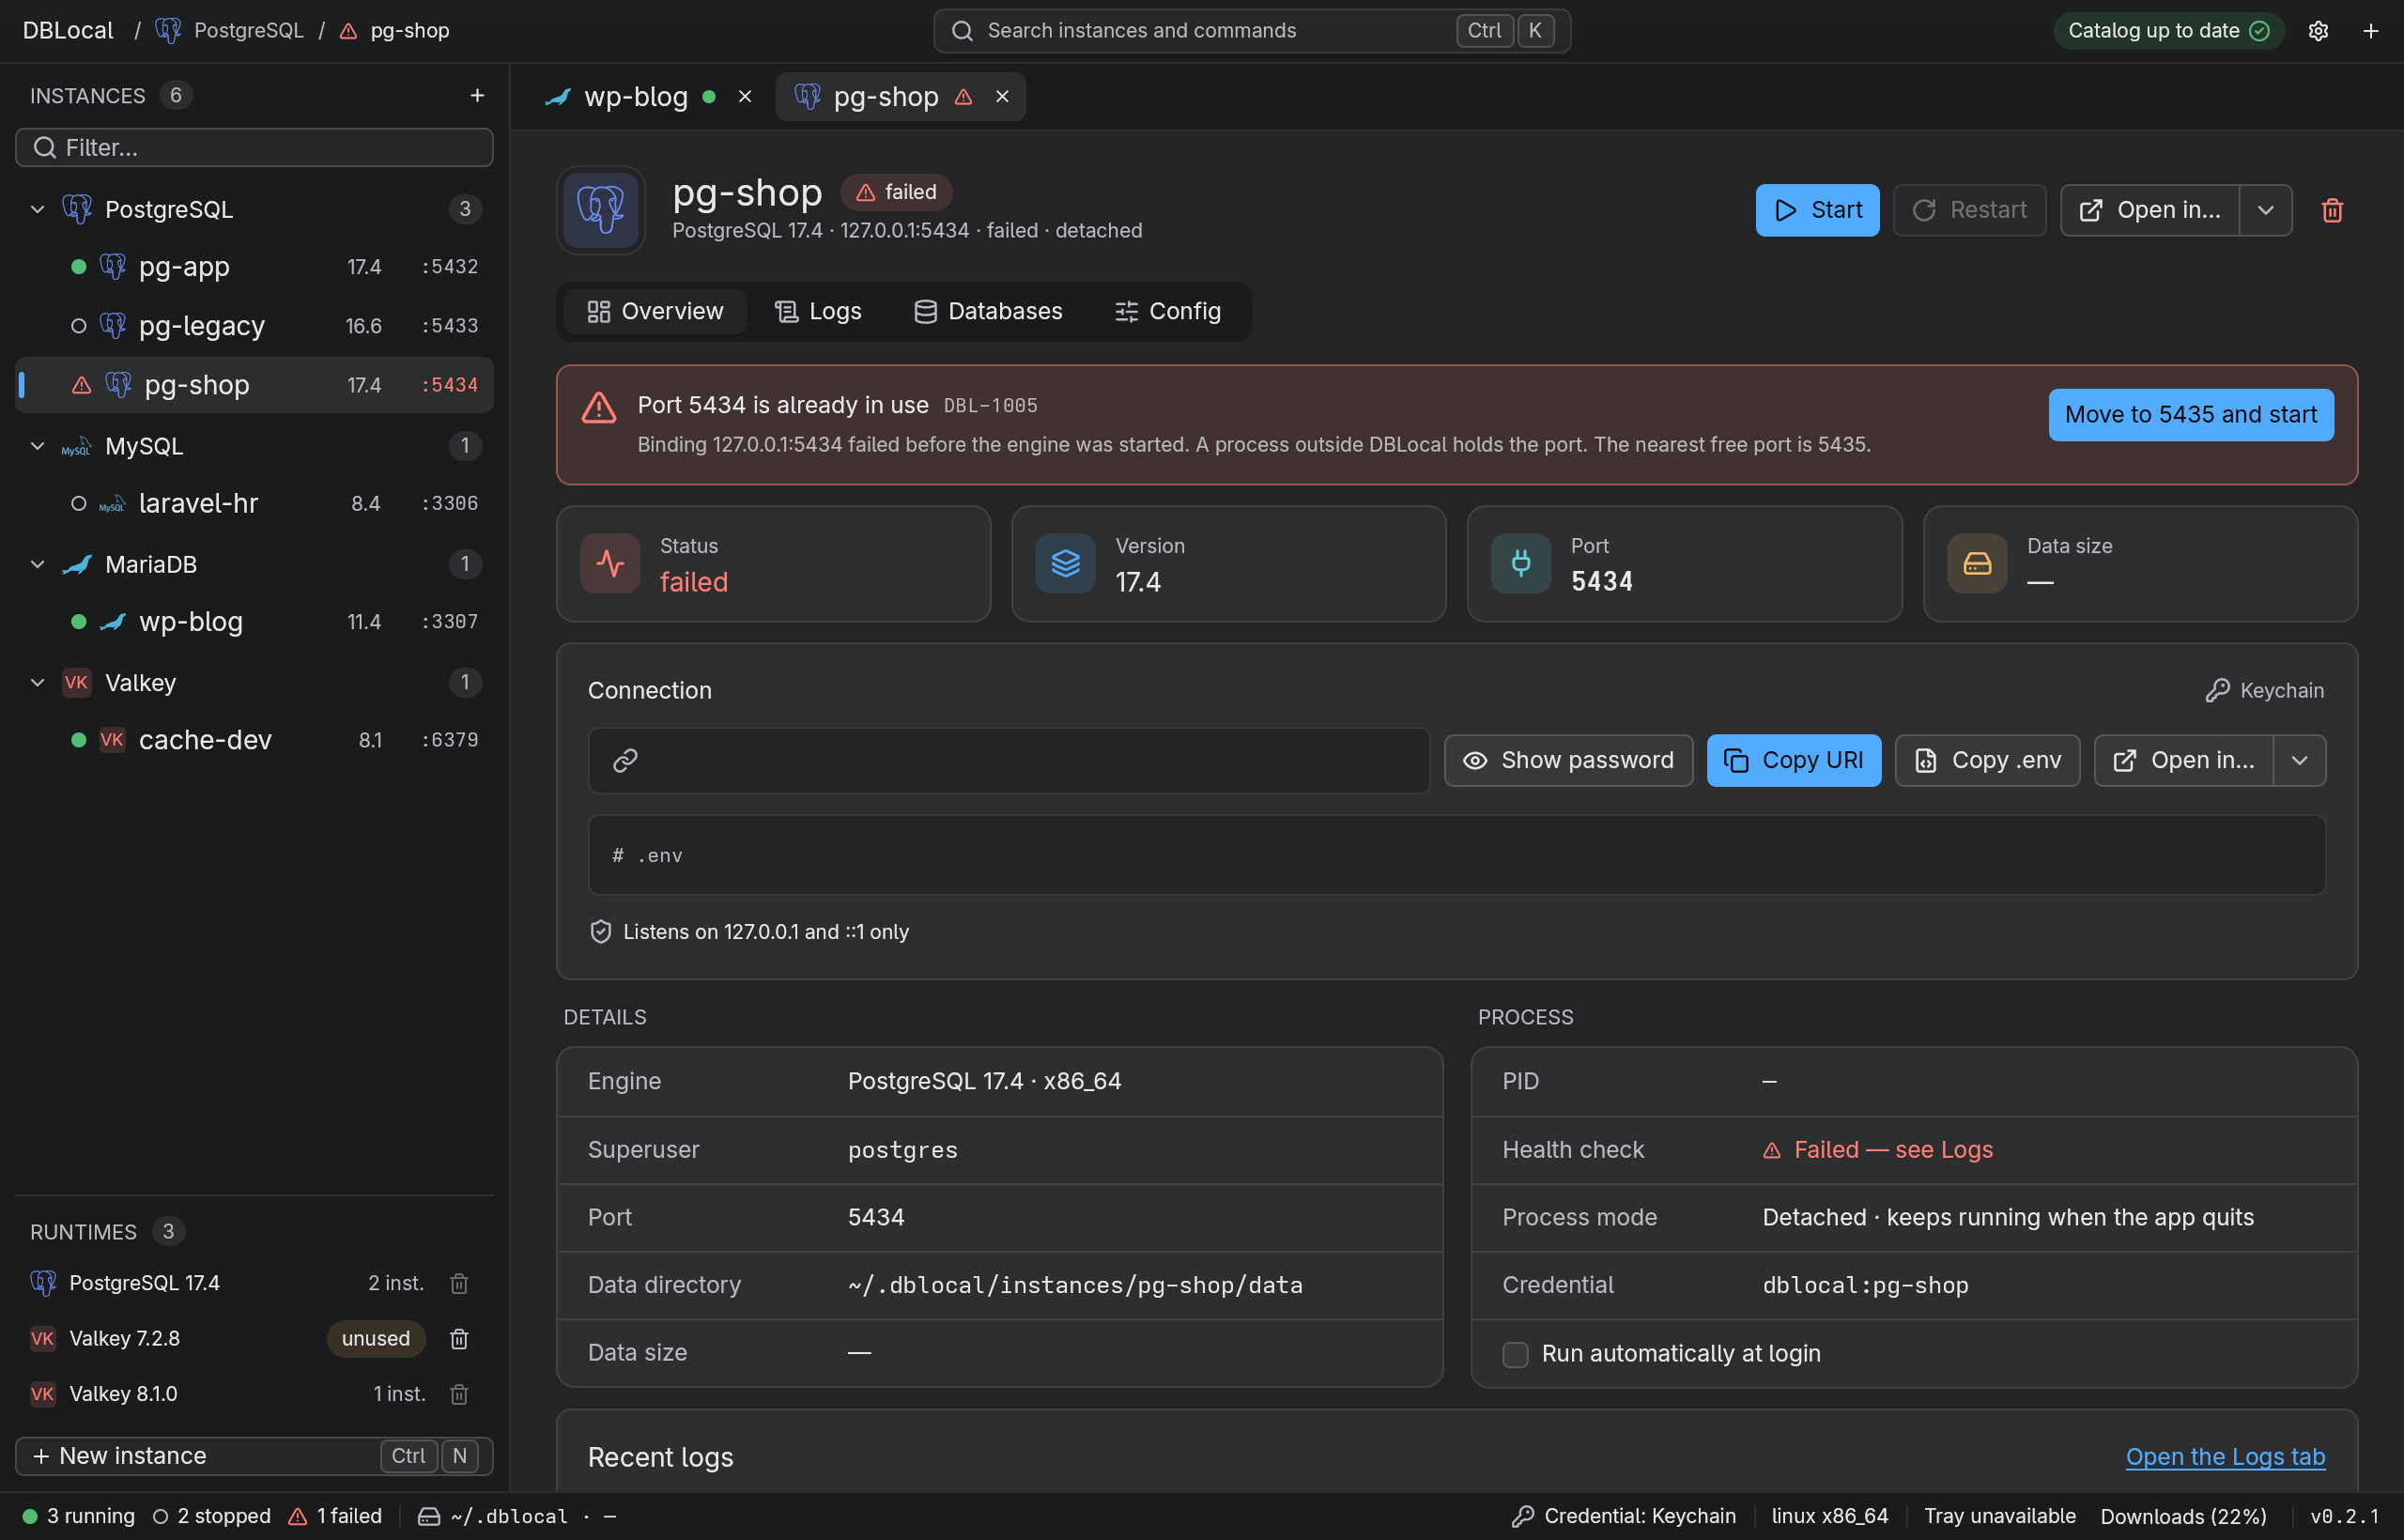 DBLocal / PostgreSQL / pg-shop
Search instances and commands Ctrl K
Catalog up to date
INSTANCES 6
Filter...
PostgreSQL 3
pg-app 17.4 :5432
pg-legacy 16.6 :5433
pg-shop 17.4 :5434
MySQL MySQL 1
MySQL laravel-hr 8.4 :3306
MariaDB 1
wp-blog 11.4 :3307
VK Valkey 1
VK cache-dev 8.1 :6379
RUNTIMES 3
PostgreSQL 17.4 2 inst.
VK Valkey 7.2.8 unused
VK Valkey 8.1.0 1 inst.
New instance Ctrl N
wp-blog pg-shop
pg-shop failed
PostgreSQL 17.4 · 127.0.0.1:5434 · failed · detached
Start Restart Open in...
Overview Logs Databases Config
Port 5434 is already in use DBL-1005
Binding 127.0.0.1:5434 failed before the engine was started. A process outside DBLocal holds the port. The nearest free port is 5435.
Move to 5435 and start
Status
failed
Version
17.4
Port
5434
Data size
—
Connection Keychain
Show password Copy URI Copy .env Open in...
# .env
Listens on 127.0.0.1 and ::1 only
DETAILS
Engine PostgreSQL 17.4 · x86_64
Superuser postgres
Port 5434
Data directory ~/.dblocal/instances/pg-shop/data
Data size —
PROCESS
PID —
Health check Failed — see Logs
Process mode Detached · keeps running when the app quits
Credential dblocal:pg-shop
Run automatically at login
Recent logs Open the Logs tab
3 running 2 stopped 1 failed ~/.dblocal · —
Credential: Keychain linux x86_64 Tray unavailable Downloads (22%) v0.2.1